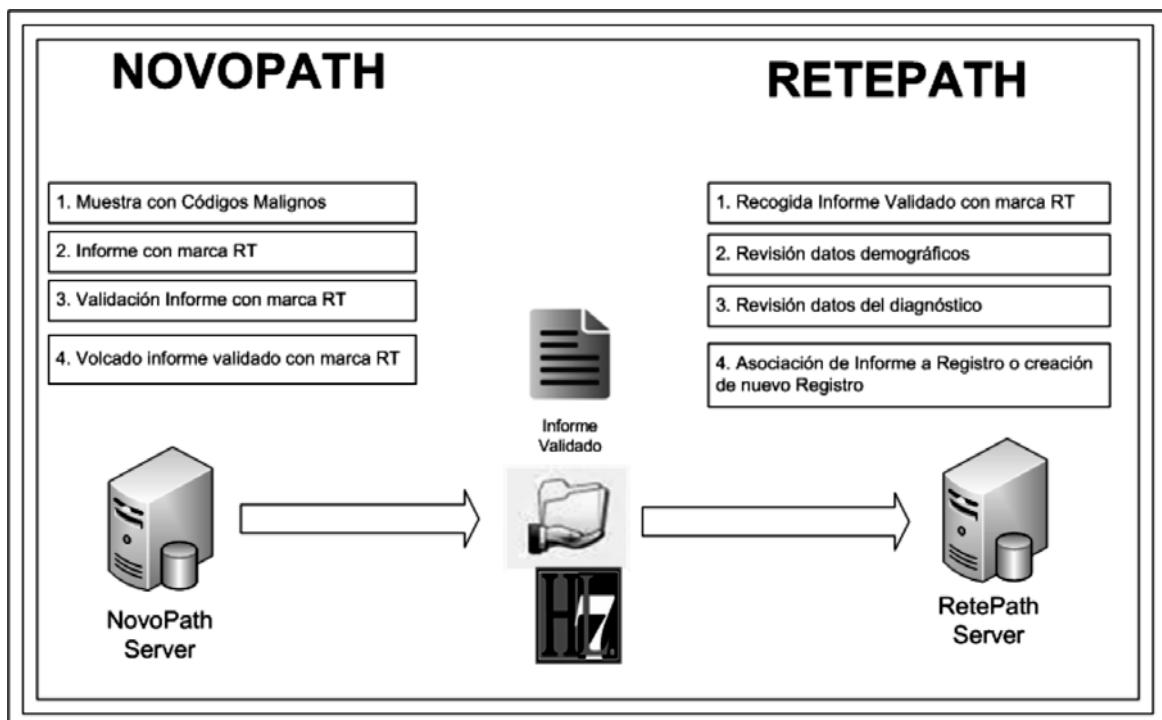 NOVOPATH
RETEPATH
1. Muestra con Códigos Malignos
2. Informe con marca RT
3. Validación Informe con marca RT
4. Volcado informe validado con marca RT
1. Recogida Informe Validado con marca RT
2. Revisión datos demográficos
3. Revisión datos del diagnóstico
4. Asociación de Informe a Registro o creación
de nuevo Registro
Informe
Validado
HL7
NovoPath
Server
RetePath
Server